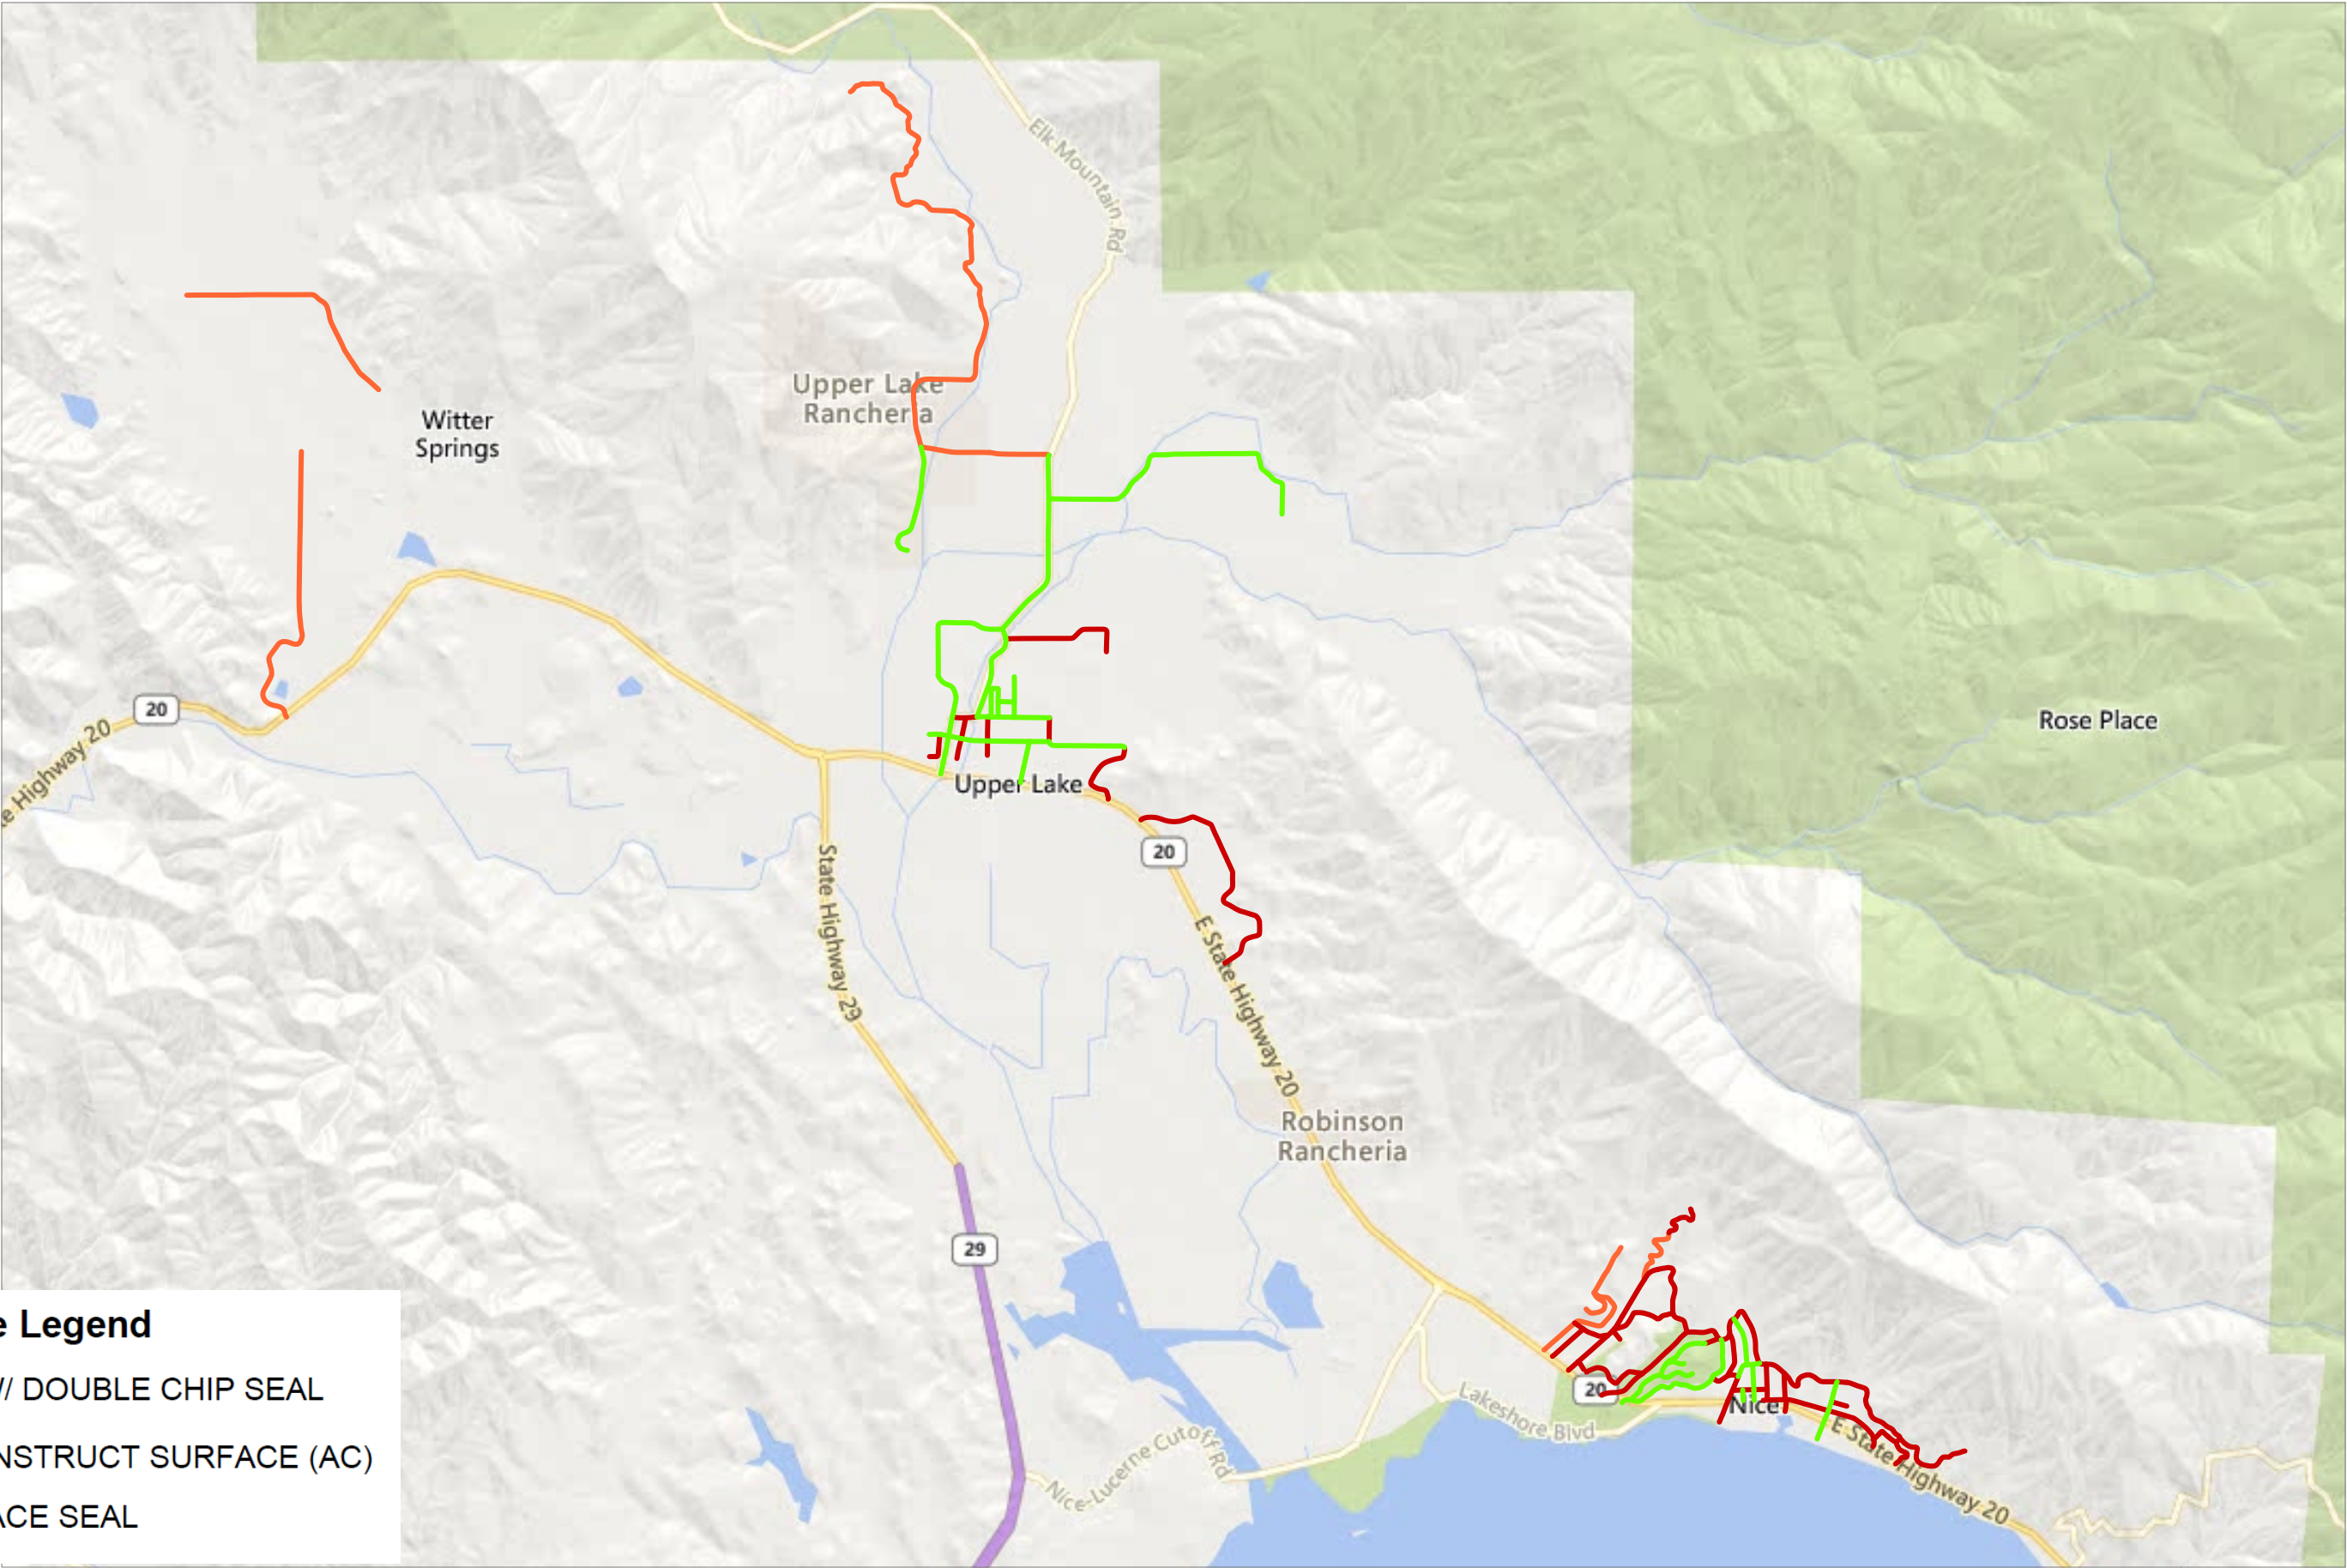 Elk Mountain Rd
Upper Lake
Rancheria
Witter
Springs
20
Highway 20
Rose Place
Upper Lake
20
State Highway 29
E State Highway 20
Robinson
Rancheria
29
Legend
DOUBLE CHIP SEAL
SURFACE (AC)
SEAL
20
Nice
Lakeshore Blvd
E State Highway 20
Nice-Lucerne Cutoff Rd